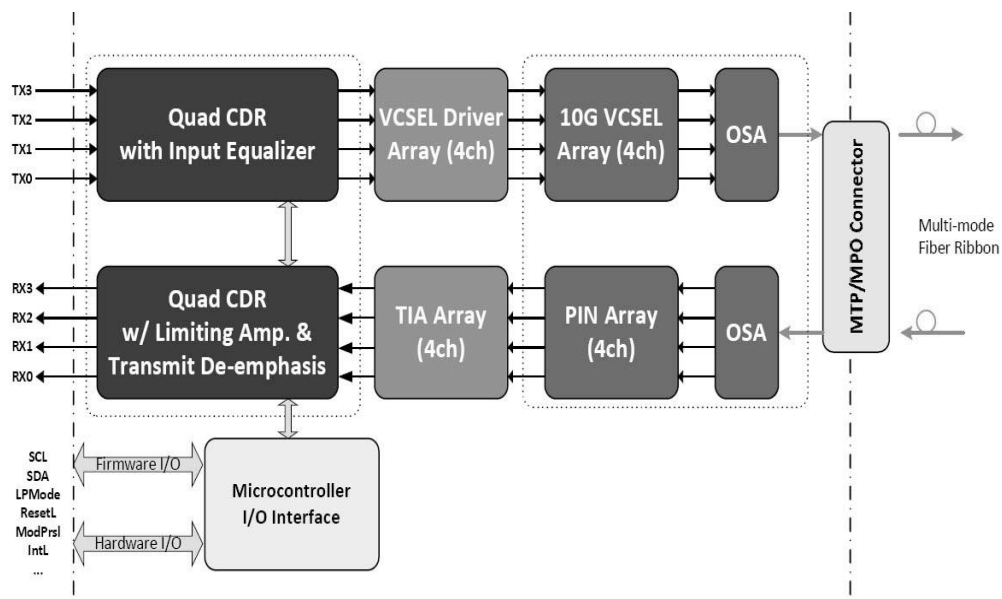 TX3
TX2
TX1
TX0
Quad CDR
with Input Equalizer
VCSEL Driver
Array (4ch)
10G VCSEL
Array (4ch)
OSA
MTP/MPO Connector
Multi-mode
Fiber Ribbon
RX3
RX2
RX1
RX0
Quad CDR
w/ Limiting Amp. &
Transmit De-emphasis
TIA Array
(4ch)
PIN Array
(4ch)
OSA
SCL
SDA
LPMode
ResetL
ModPrsl
IntL
...
Firmware I/O
Hardware I/O
Microcontroller
I/O Interface